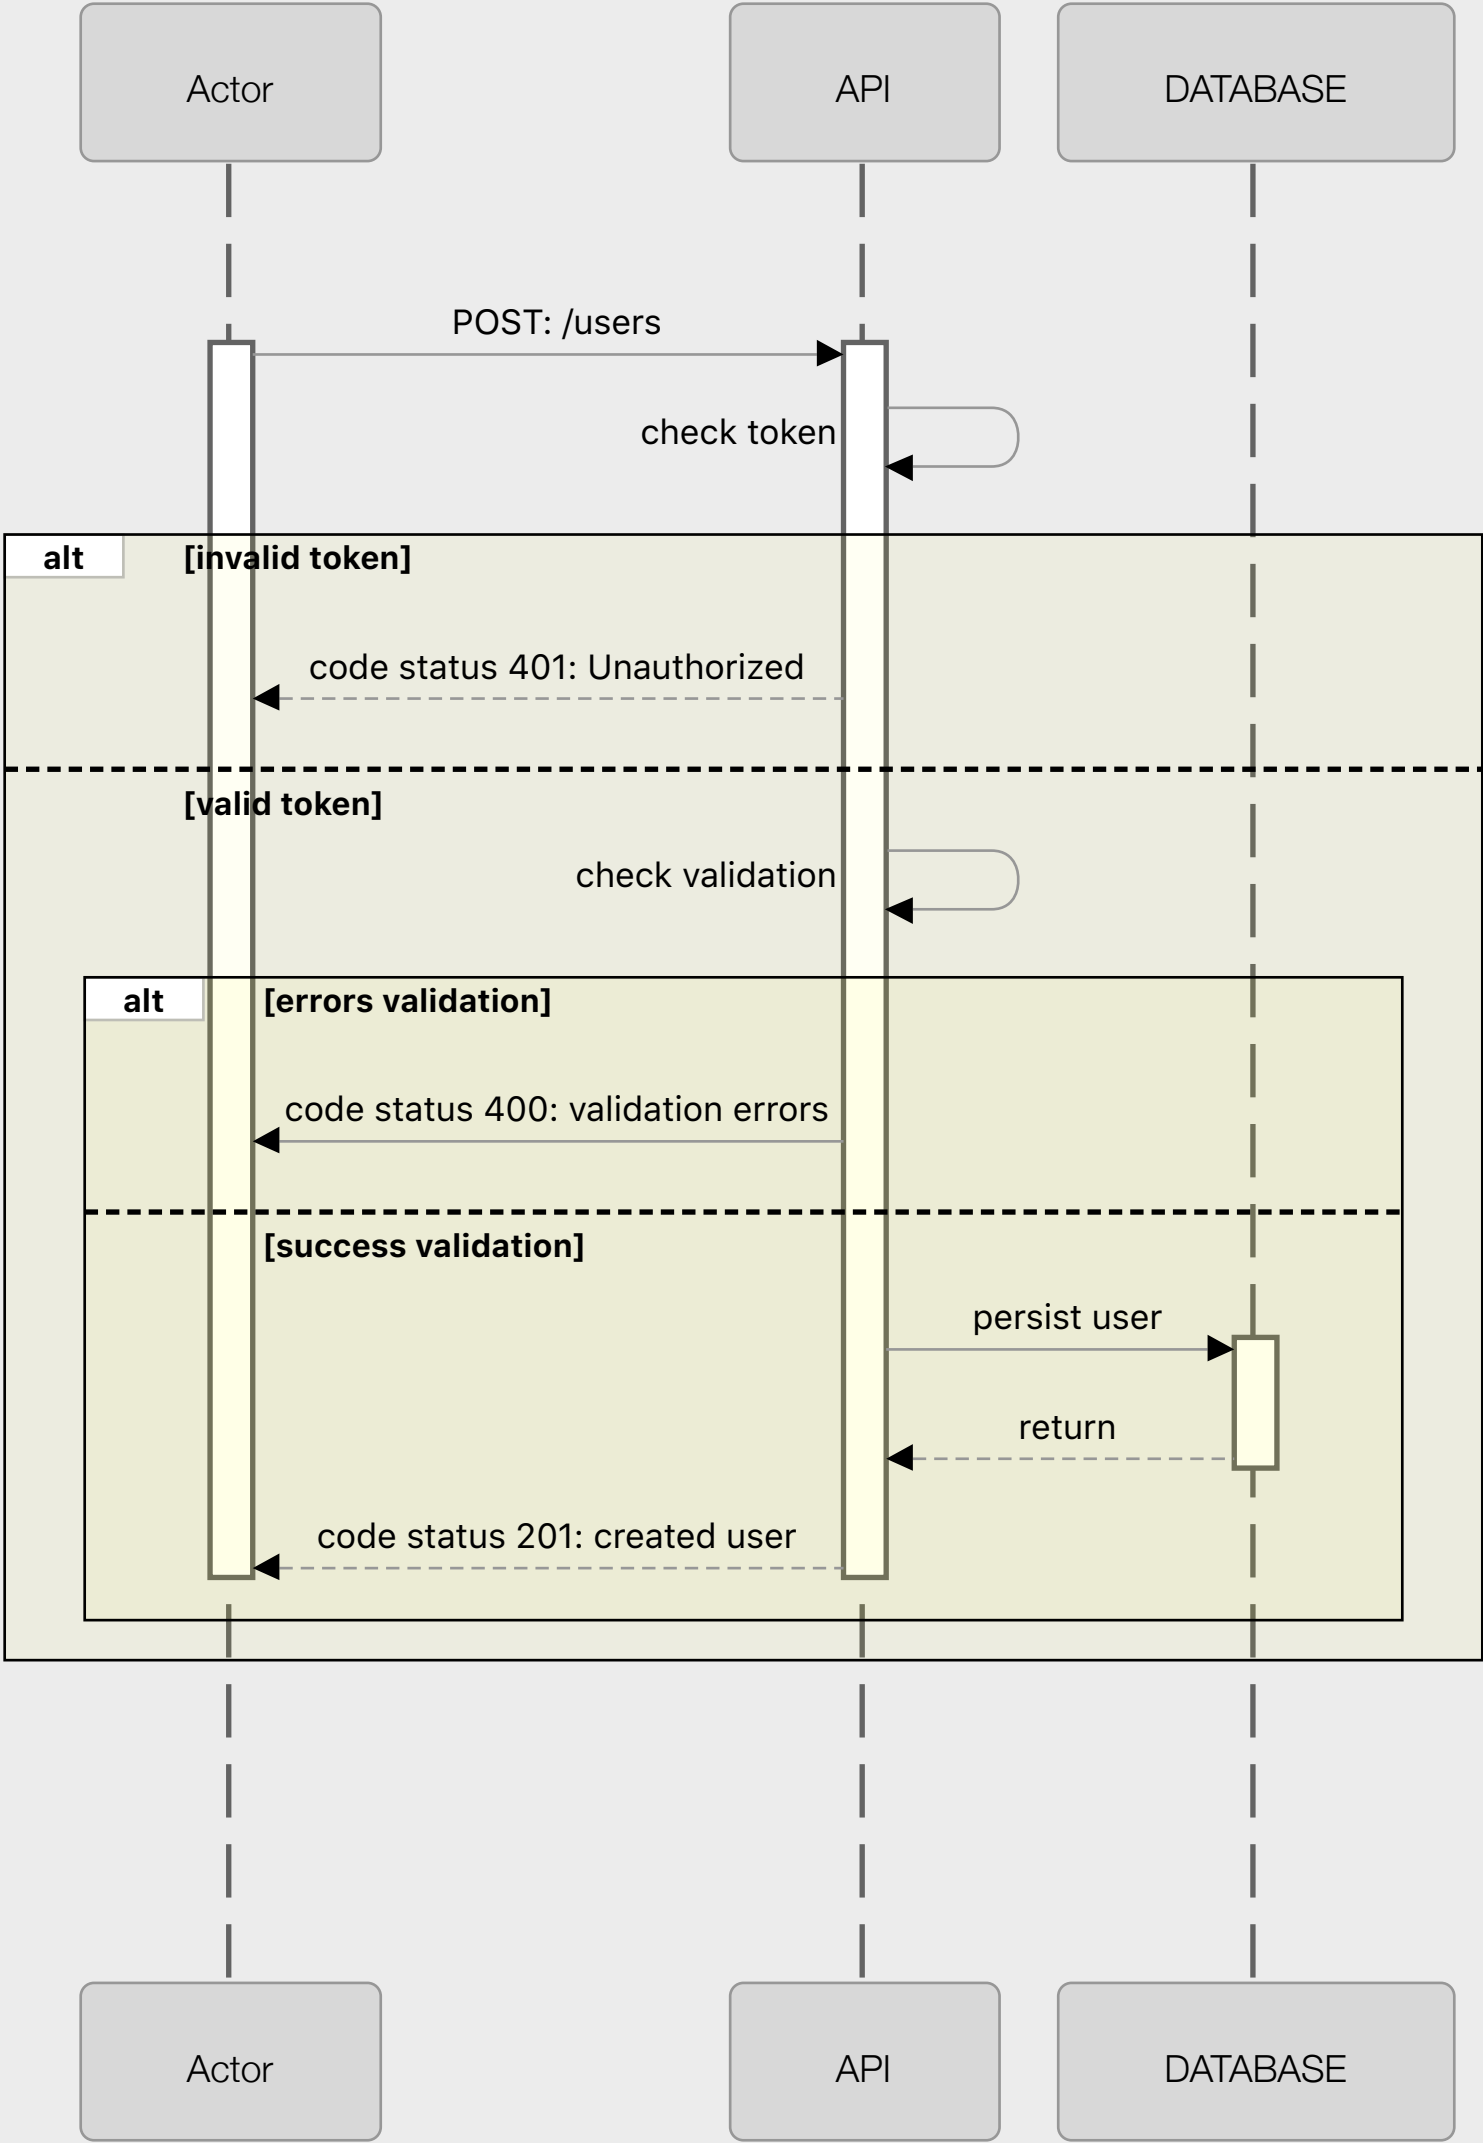 Actor
API
DATABASE
POST: /users
check token
alt
[invalid token]
code status 401: Unauthorized
[valid token]
check validation
alt
[errors validation]
code status 400: validation errors
[success validation]
persist user
return
code status 201: created user
Actor
API
DATABASE